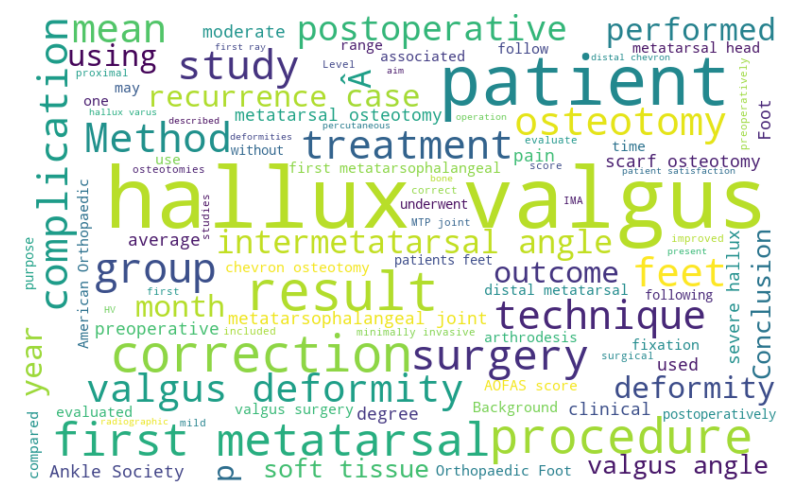 mean
postoperative
performed
moderate
first ray
range
associated
follow
metatarsal head
distal chevron
using
study
Level
aim
proximal
may
Â
patient
preoperatively
complication
one
recurrence case
hallux varus
metatarsal osteotomy
osteotomy
Foot
Method
described
percutaneous
operation
deformities
treatment
evaluate
time
use
without
pain
scarf osteotomy
osteotomies
first metatarsophalangeal
score
patient satisfaction
bone
correct
hallux valgus
studies
underwent
IMA
MTP joint
average
intermetatarsal angle
improved
purpose
American Orthopaedic
group
patients feet
present
chevron osteotomy
outcome
feet
severe hallux
Conclusion
HV
first
result
distal metatarsal
following
month
metatarsophalangeal joint
technique
preoperative
included
minimally invasive
arthrodesis
fixation
year
correction
surgery
surgical
used
valgus deformity
AOFAS score
deformity
evaluated
valgus surgery
degree
Background
clinical
postoperatively
radiographic
mild
compared
first metatarsal
procedure
Ankle Society
p
soft tissue
Orthopaedic Foot
valgus angle